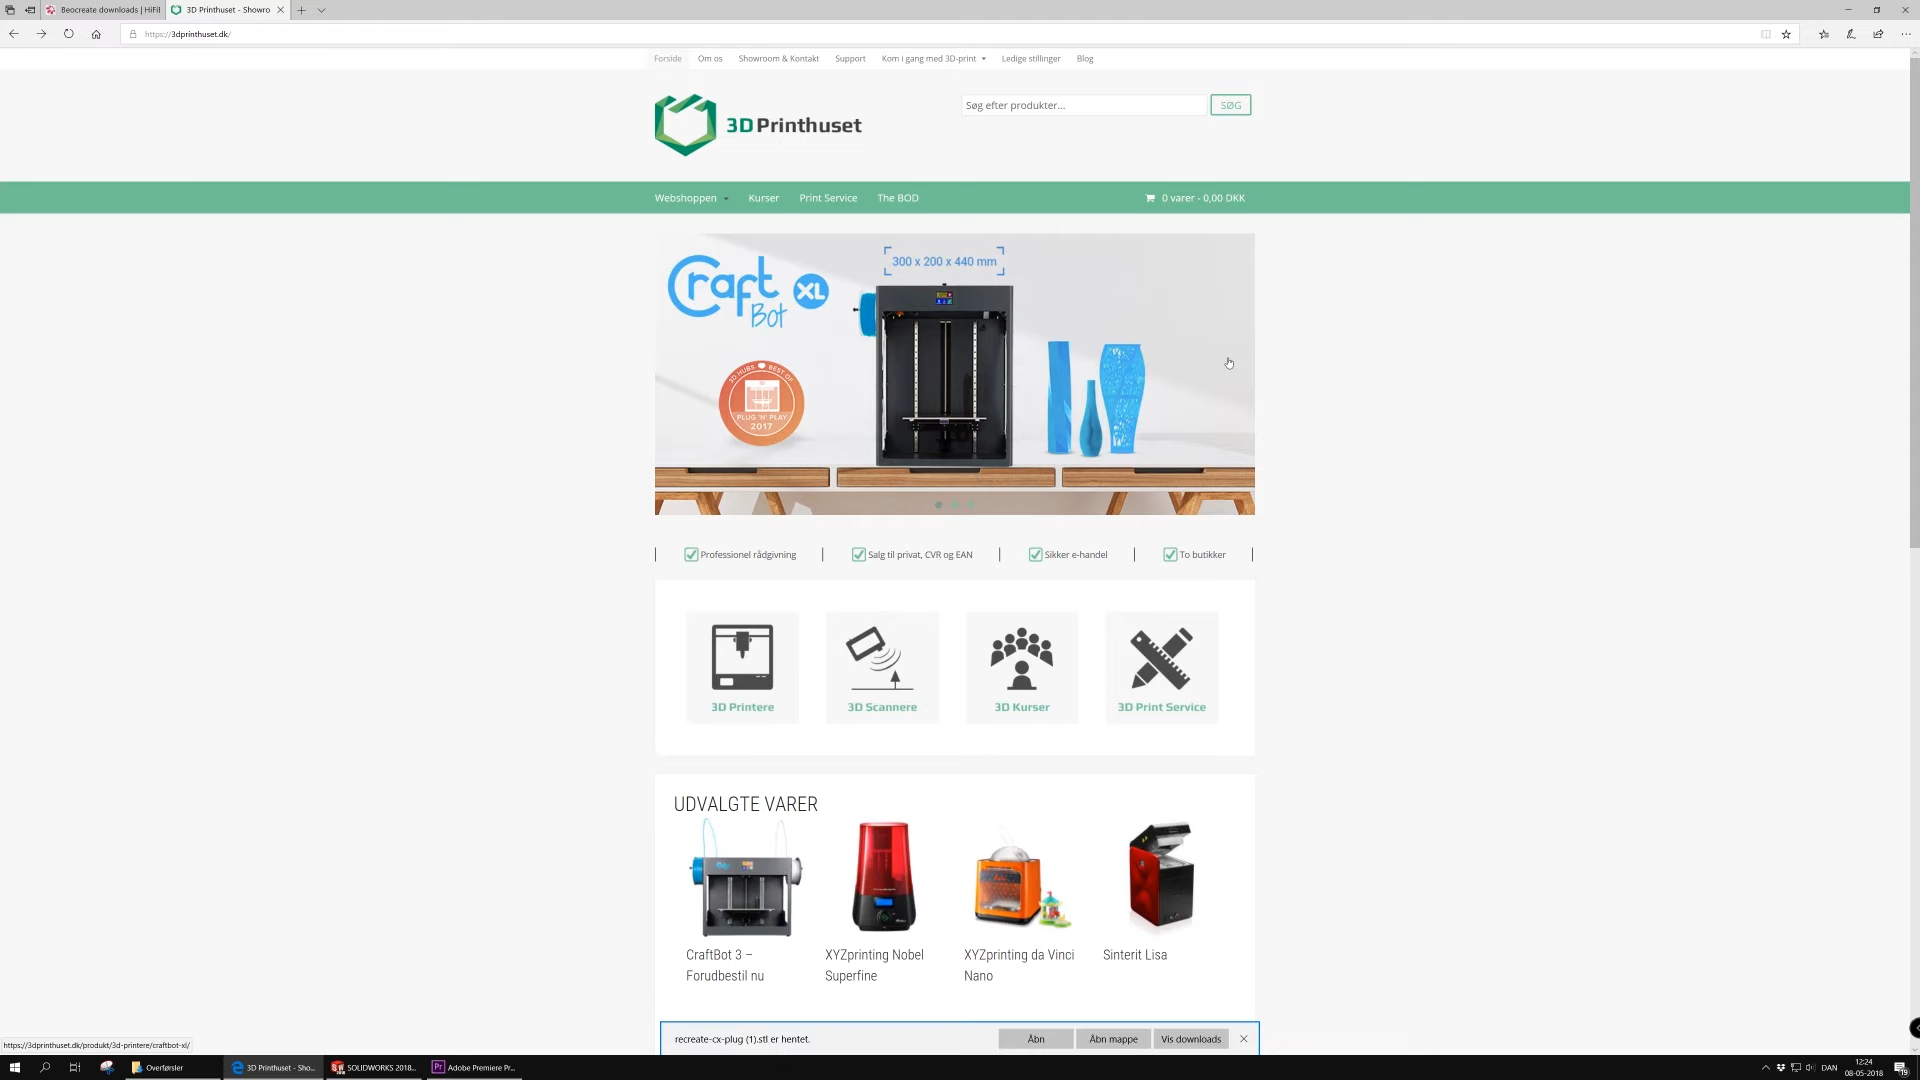 Beocreate downloads | HiFiB
3D Printhuset - Showro
https://3dprinthuset.dk/
Forside Om os Showroom & Kontakt Support Kom i gang med 3D-print Ledige stillinger Blog
3DPrinthuset
Søg efter produkter...
SØG
Webshoppen Kurser Print Service The BOD 0 varer - 0,00 DKK
300 x 200 x 440 mm
Craft XL
Bot
3D HUBS BEST OF
PLUG 'N' PLAY
2017
Professionel rådgivning Salg til privat, CVR og EAN Sikker e-handel To butikker
3D Printere 3D Scannere 3D Kurser 3D Print Service
UDVALGTE VARER
CraftBot 3 – XYZprinting Nobel XYZprinting da Vinci Sinterit Lisa
Forudbestil nu Superfine Nano
recreate-cx-plug (1).stl er hentet. Åbn Åbn mappe Vis downloads
https://3dprinthuset.dk/produkt/3d-printere/craftbot-xl/
Overførsler 3D Printhuset - Sho... SOLIDWORKS 2018... Adobe Premiere Pr... DAN
12:24
08-05-2018